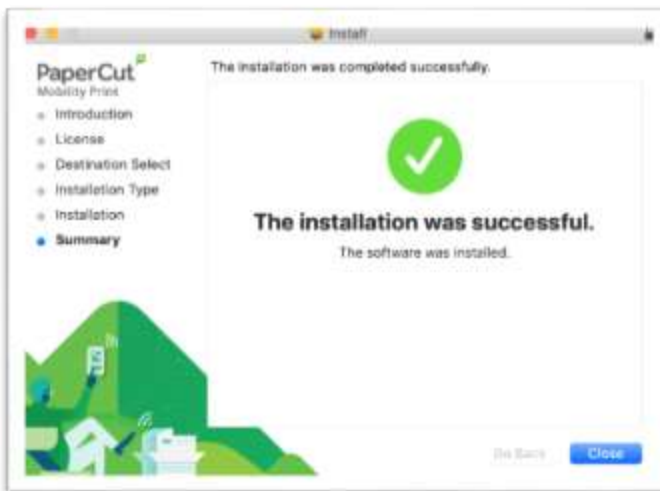 Install
PaperCut
Mobility Print
The installation was completed successfully.
Introduction
License
Destination Select
Installation Type
Installation
Summary
The installation was successful.
The software was installed.
Go Back
Close